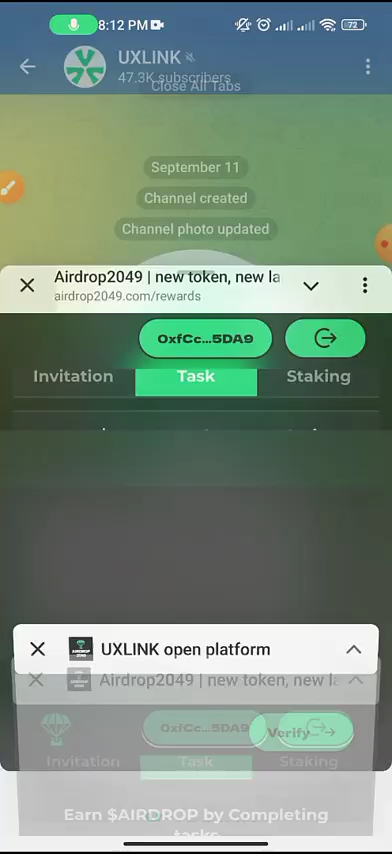 8:12 PM
72
UXLINK
47.3K subscribers
Close All Tabs
September 11
Channel created
Channel photo updated
Airdrop2049 | new token, new la
airdrop2049.com/rewards
0xfCc...5DA9
Invitation
Task
Staking
UXLINK open platform
Airdrop2049 | new token, new la
0xfCc...5DA9
Verify
Invitation
Task
Staking
Earn $AIRDROP by Completing
tasks